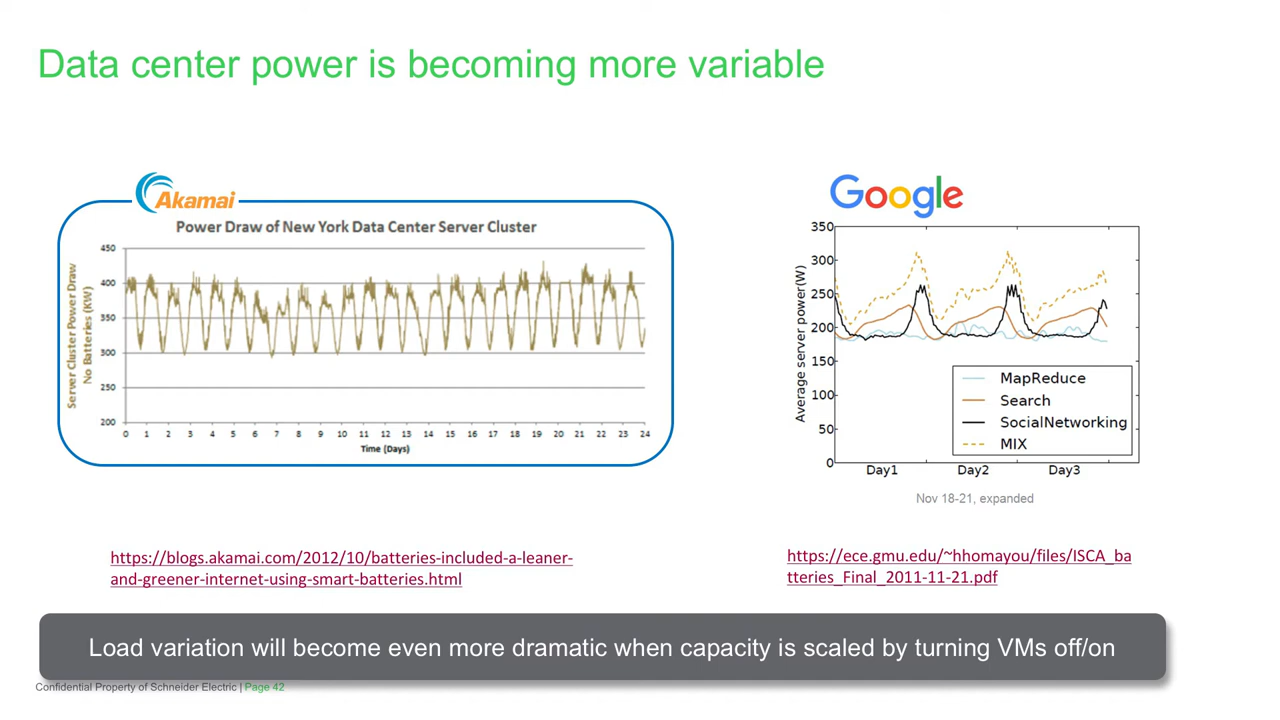 Data center power is becoming more variable
Akamai
Power Draw of New York Data Center Server Cluster
Server Cluster Power Draw
No Batteries (KW)
450
400
350
300
250
200
0 1 2 3 4 5 6 7 8 9 10 11 12 13 14 15 16 17 18 19 20 21 22 23 24
Time (Days)
https://blogs.akamai.com/2012/10/batteries-included-a-leaner-
and-greener-internet-using-smart-batteries.html
Google
Average server power(W)
350
300
250
200
150
100
50
0
MapReduce
Search
SocialNetworking
MIX
Day1 Day2 Day3
Nov 18-21, expanded
https://ece.gmu.edu/~hhomayou/files/ISCA_ba
tteries_Final_2011-11-21.pdf
Load variation will become even more dramatic when capacity is scaled by turning VMs off/on
Confidential Property of Schneider Electric | Page 42